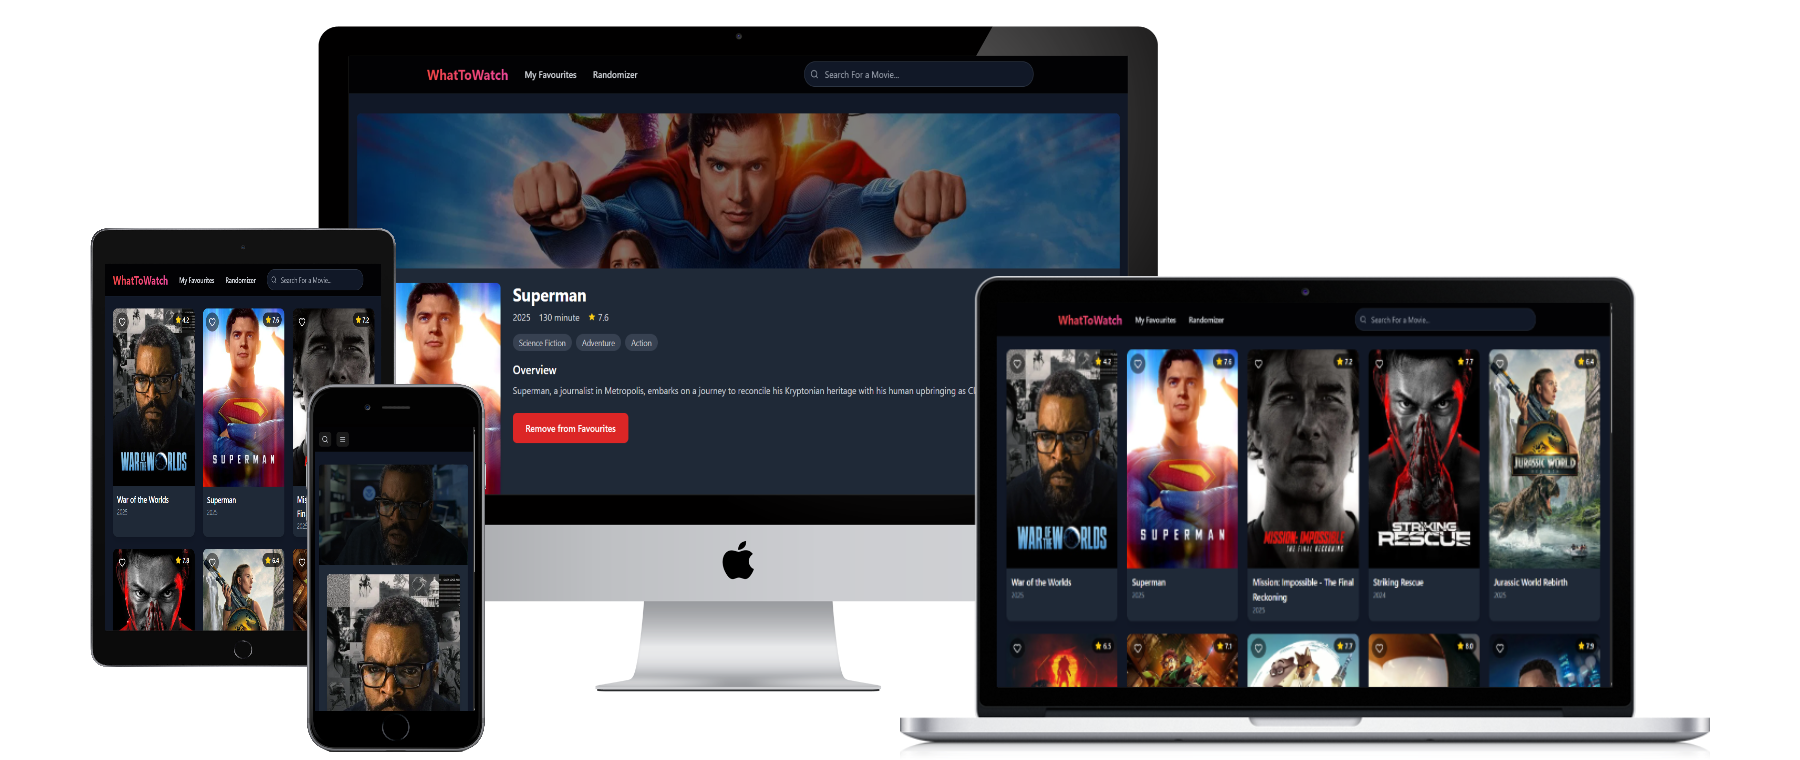 WhatToWatch My Favourites Randomizer Search For a Movie...
Superman
2025 130 minute 7.6
Science Fiction Adventure Action
Overview
Superman, a journalist in Metropolis, embarks on a journey to reconcile his Kryptonian heritage with his human upbringing as Cl
Remove from Favourites
WhatToWatch My Favourites Randomizer Search For a Movie...
4.2 7.6 7.2
WAR OF THE WORLDS
SUPERMAN
War of the Worlds
2025
Superman
2025
Mis
Fin
2025
7.8 6.4
WhatToWatch My Favourites Randomizer Search For a Movie...
4.2 7.6 7.2 7.7 6.4
WAR OF THE WORLDS
SUPERMAN
MISSION: IMPOSSIBLE
THE FINAL RECKONING
STRIKING
RESCUE
JURASSIC WORLD
REBIRTH
War of the Worlds
2025
Superman
2025
Mission: Impossible - The Final
Reckoning
2025
Striking Rescue
2024
Jurassic World Rebirth
2025
6.5 7.1 7.7 8.0 7.9